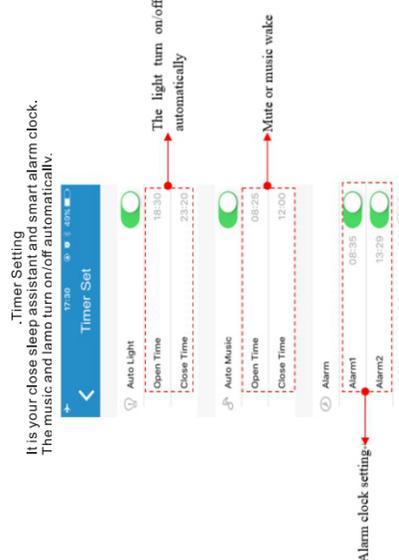 .Timer Setting
It is your close sleep assistant and smart alarm clock.
The music and lamp turn on/off automatically.
17:30 49%
Timer Set
Auto Light
Open Time 18:30
Close Time 23:20
The light turn on/off
automatically
Auto Music
Open Time 08:25
Close Time 12:00
Mute or music wake
Alarm
Alarm1 08:35
Alarm2 13:29
Alarm clock setting